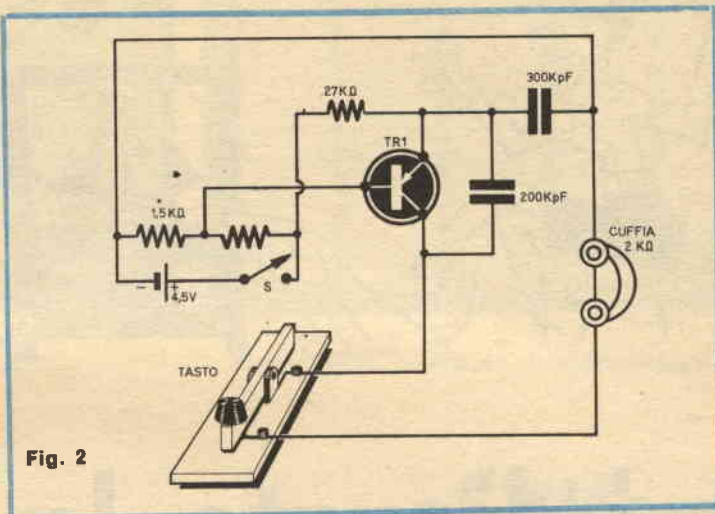 300KpF
27KΩ
TR1
200KpF
1,5KΩ
CUFFIA
2 KΩ
- + 
4,5V
S
TASTO
Fig. 2